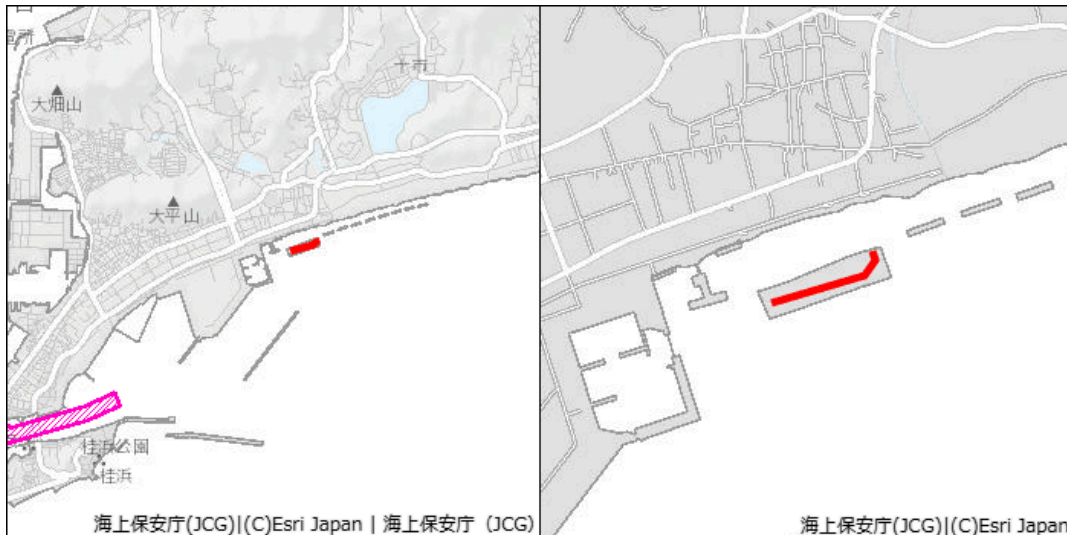 大畑山
十市
大平山
桂浜公園
桂浜
海上保安庁(JCG)|(C)Esri Japan | 海上保安庁（JCG）
海上保安庁(JCG)|(C)Esri Japan